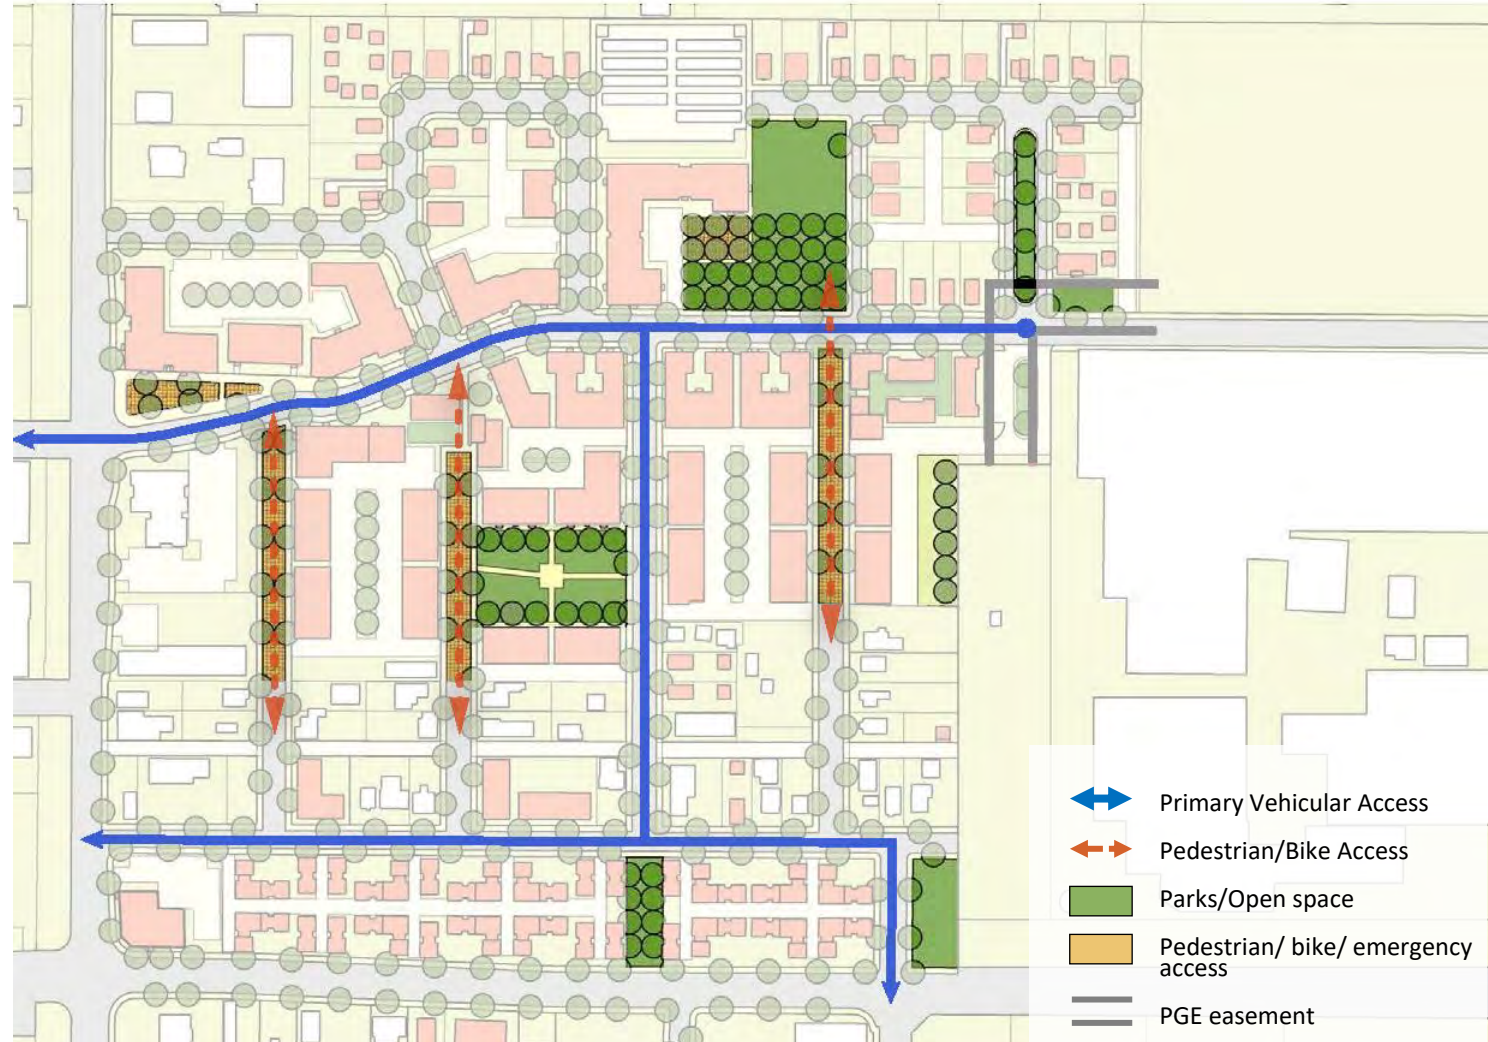 Primary Vehicular Access
Pedestrian/Bike Access
Parks/Open space
Pedestrian/ bike/ emergency
access
PGE easement